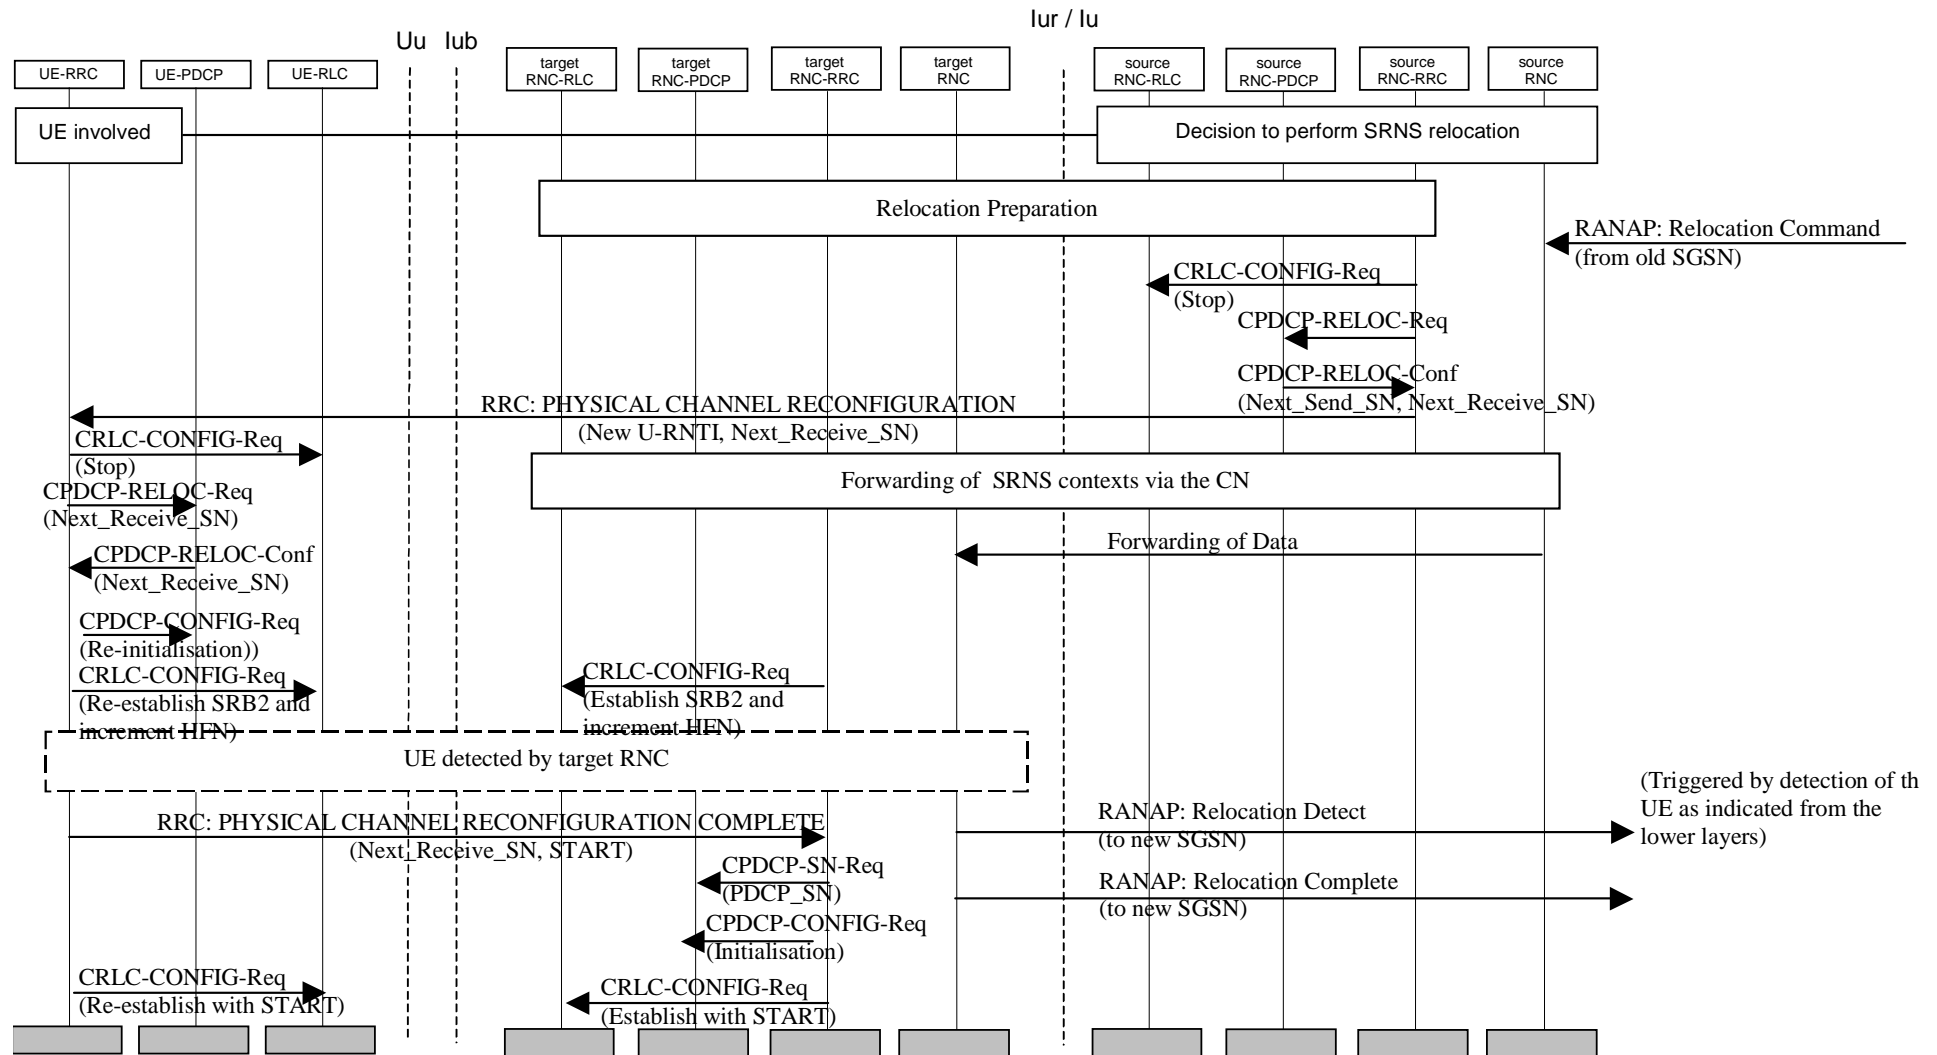 Iur / Iu
Uu
Iub
UE-RRC
UE-PDCP
UE-RLC
target
RNC-RLC
target
RNC-PDCP
target
RNC-RRC
target
RNC
source
RNC-RLC
source
RNC-PDCP
source
RNC-RRC
source
RNC
UE involved
Decision to perform SRNS relocation
Relocation Preparation
RANAP: Relocation Command
(from old SGSN)
CRLC-CONFIG-Req
(Stop)
CPDCP-RELOC-Req
CPDCP-RELOC-Conf
(Next_Send_SN, Next_Receive_SN)
RRC: PHYSICAL CHANNEL RECONFIGURATION
(New U-RNTI, Next_Receive_SN)
CRLC-CONFIG-Req
(Stop)
Forwarding of SRNS contexts via the CN
CPDCP-RELOC-Req
(Next_Receive_SN)
Forwarding of Data
CPDCP-RELOC-Conf
(Next_Receive_SN)
CPDCP-CONFIG-Req
(Re-initialisation))
CRLC-CONFIG-Req
(Re-establish SRB2 and
increment HFN)
CRLC-CONFIG-Req
(Establish SRB2 and
increment HFN)
UE detected by target RNC
(Triggered by detection of th
UE as indicated from the
lower layers)
RRC: PHYSICAL CHANNEL RECONFIGURATION COMPLETE
(Next_Receive_SN, START)
RANAP: Relocation Detect
(to new SGSN)
CPDCP-SN-Req
(PDCP_SN)
RANAP: Relocation Complete
(to new SGSN)
CPDCP-CONFIG-Req
(Initialisation)
CRLC-CONFIG-Req
(Re-establish with START)
CRLC-CONFIG-Req
(Establish with START)